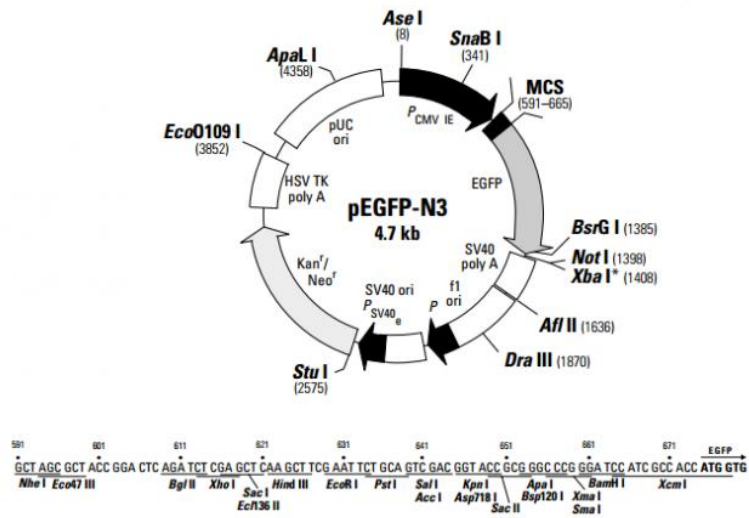 Ase I
(8)
SnaB I
(341)
ApaL I
(4358)
MCS
(591–665)
P CMV IE
pUC
ori
EcoO109 I
(3852)
EGFP
HSV TK
poly A
pEGFP-N3
4.7 kb
BsrG I (1385)
Not I (1398)
Xba I* (1408)
SV40
poly A
Kanr/
Neor
SV40 ori
P SV40e
P
f1
ori
Afl II (1636)
Dra III (1870)
Stu I
(2575)
591 601 611 621 631 641 651 661 671 EGFP
GCT AGC GCT ACC GGA CTC AGA TCT CGA GCT CAA GCT TCG AAT TCT GCA GTC GAC GGT ACC GCG GGC CCG GGA TCC ATC GCC ACC ATG GTG
Nhe I Eco47 III Bgl II Xho I Hind III EcoR I Pst I Sal I Kpn I Apa I BamH I Xcm I
Sac I Acc I Asp718 I Bsp120 I Xma I
Ecl136 II Sac II Sma I